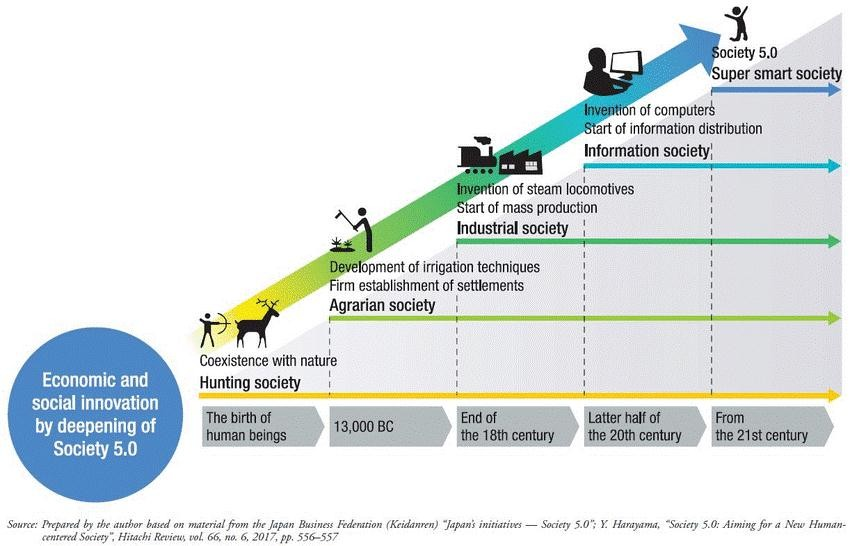 Society 5.0
Super smart society
Invention of computers
Start of information distribution
Information society
Invention of steam locomotives
Start of mass production
Industrial society
Development of irrigation techniques
Firm establishment of settlements
Agrarian society
Coexistence with nature
Hunting society
Economic and
social innovation
by deepening of
Society 5.0
The birth of
human beings
13,000 BC
End of
the 18th century
Latter half of
the 20th century
From
the 21st century
Source: Prepared by the author based on material from the Japan Business Federation (Keidanren) “Japan’s initiatives — Society 5.0”; Y. Harayama, “Society 5.0: Aiming for a New Human-
centered Society”, Hitachi Review, vol. 66, no. 6, 2017, pp. 556–557